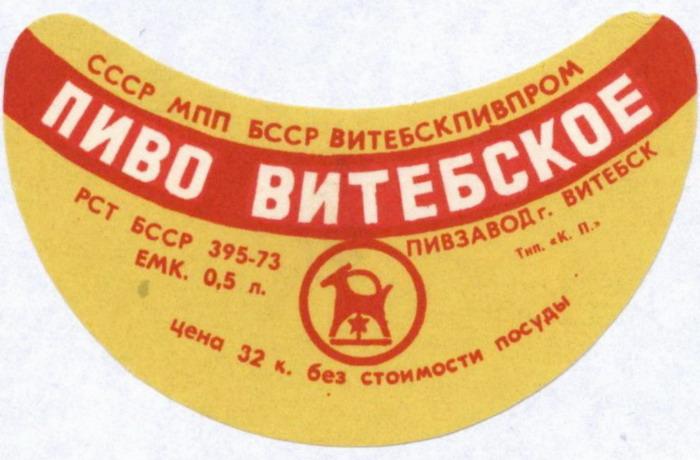 СССР МПП БССР ВИТЕБСКПИВПРОМ
ПИВО ВИТЕБСКОЕ
РСТ БССР 395-73
ЕМК. 0,5 л.
ПИВЗАВОД г. ВИТЕБСК
Тип. «К. П.»
цена 32 к. без стоимости посуды